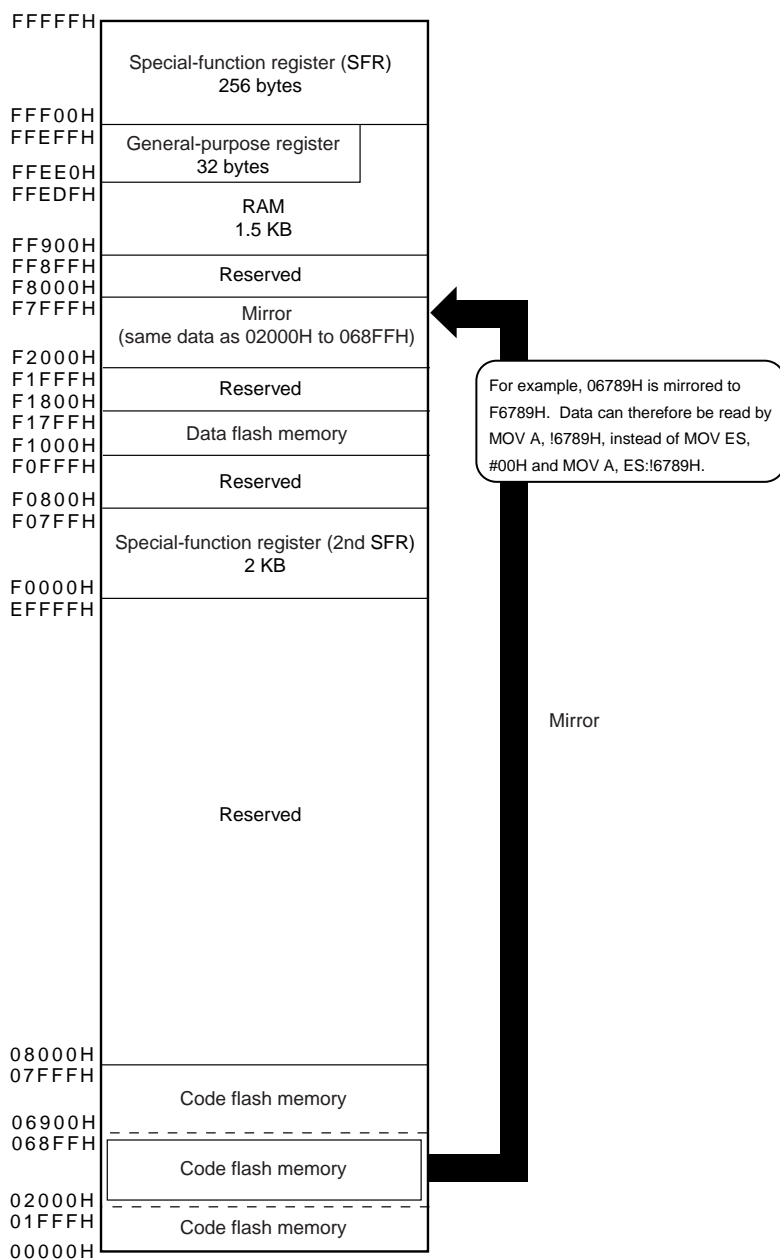 FFFFFH
Special-function register (SFR)
256 bytes
FFF00H
FFEFFH
General-purpose register
32 bytes
FFEE0H
FFEDFH
RAM
1.5 KB
FF900H
FF8FFH
Reserved
F8000H
F7FFFH
Mirror
(same data as 02000H to 068FFH)
F2000H
F1FFFH
Reserved
F1800H
F17FFH
Data flash memory
F1000H
F0FFFH
Reserved
F0800H
F07FFH
Special-function register (2nd SFR)
2 KB
F0000H
EFFFFH
Reserved
08000H
07FFFH
Code flash memory
06900H
068FFH
Code flash memory
02000H
01FFFH
Code flash memory
00000H
For example, 06789H is mirrored to
F6789H. Data can therefore be read by
MOV A, !6789H, instead of MOV ES,
#00H and MOV A, ES:!6789H.
Mirror